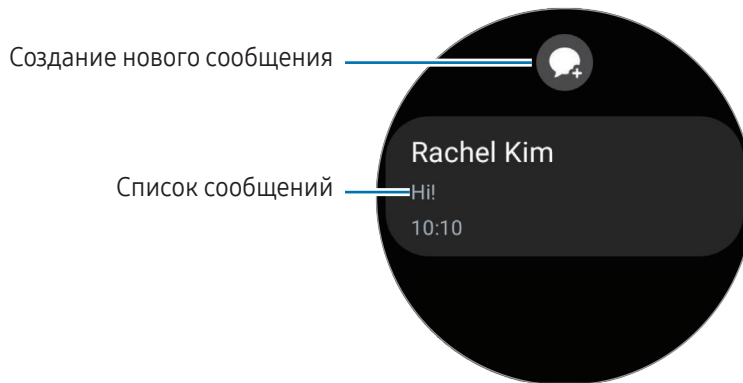 Создание нового сообщения
Rachel Kim
Список сообщений
Hi!
10:10